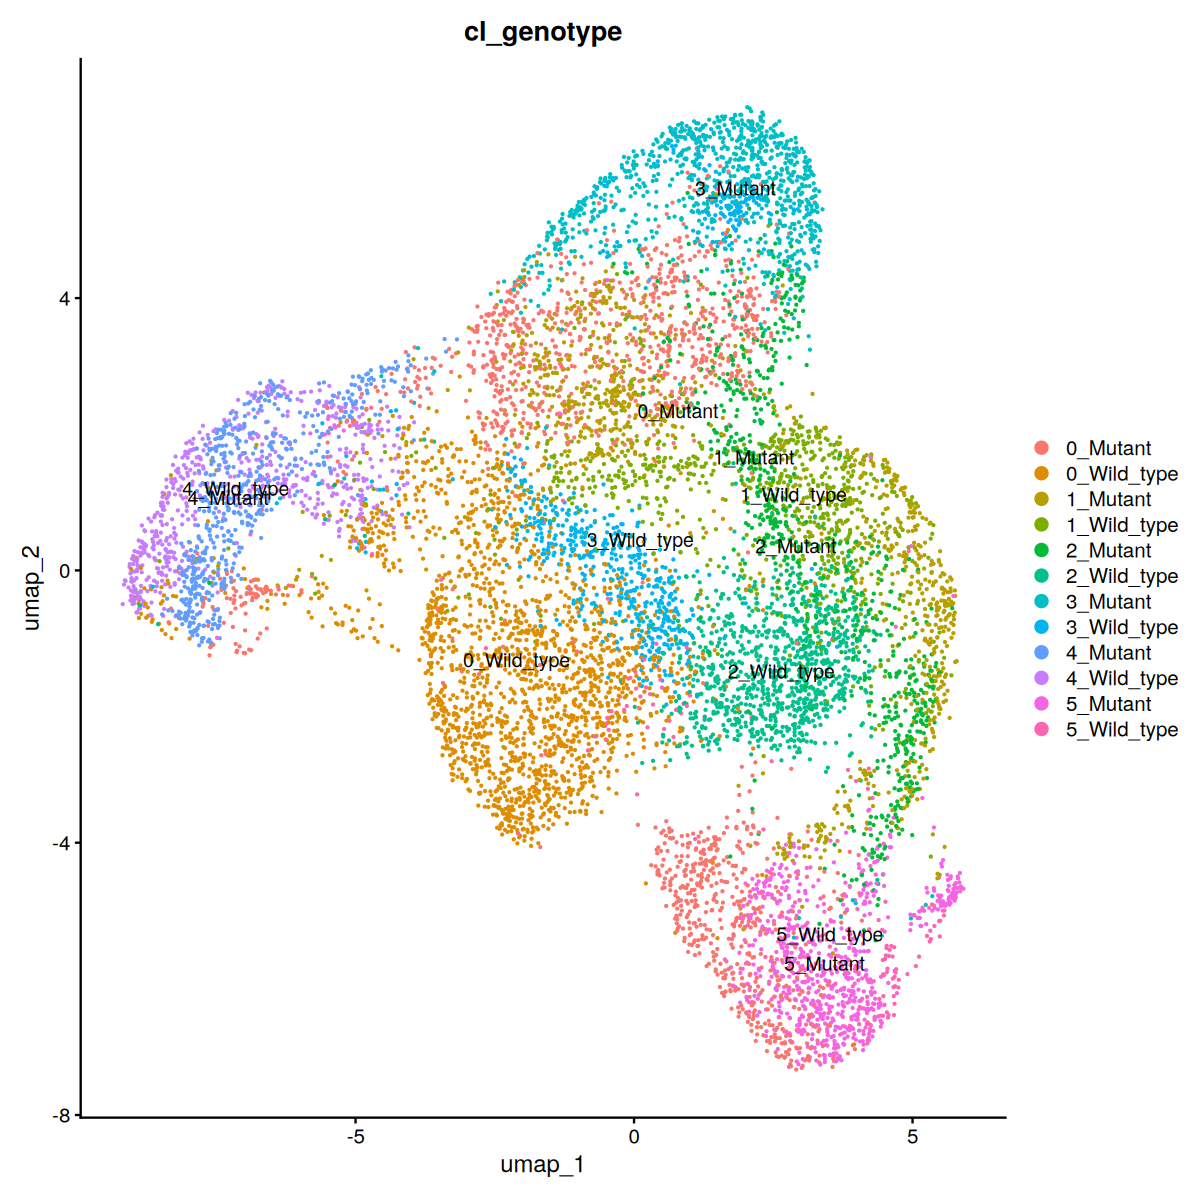 cl_genotype
3_Mutant
4
0_Mutant
1_Mutant
4_Wild_type
4_Mutant
1_Wild_type
3_Wild_type
2_Mutant
0
umap_2
0_Wild_type
2_Wild_type
-4
5_Wild_type
5_Mutant
-8
-5
0
5
umap_1
0_Mutant
0_Wild_type
1_Mutant
1_Wild_type
2_Mutant
2_Wild_type
3_Mutant
3_Wild_type
4_Mutant
4_Wild_type
5_Mutant
5_Wild_type